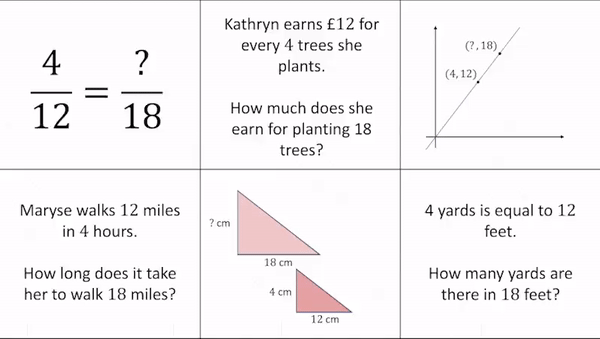 4/12 = ?/18
Kathryn earns £12 for
every 4 trees she
plants.
How much does she
earn for planting 18
trees?
(?, 18)
(4, 12)
Maryse walks 12 miles
in 4 hours.
How long does it take
her to walk 18 miles?
? cm
18 cm
4 cm
12 cm
4 yards is equal to 12
feet.
How many yards are
there in 18 feet?